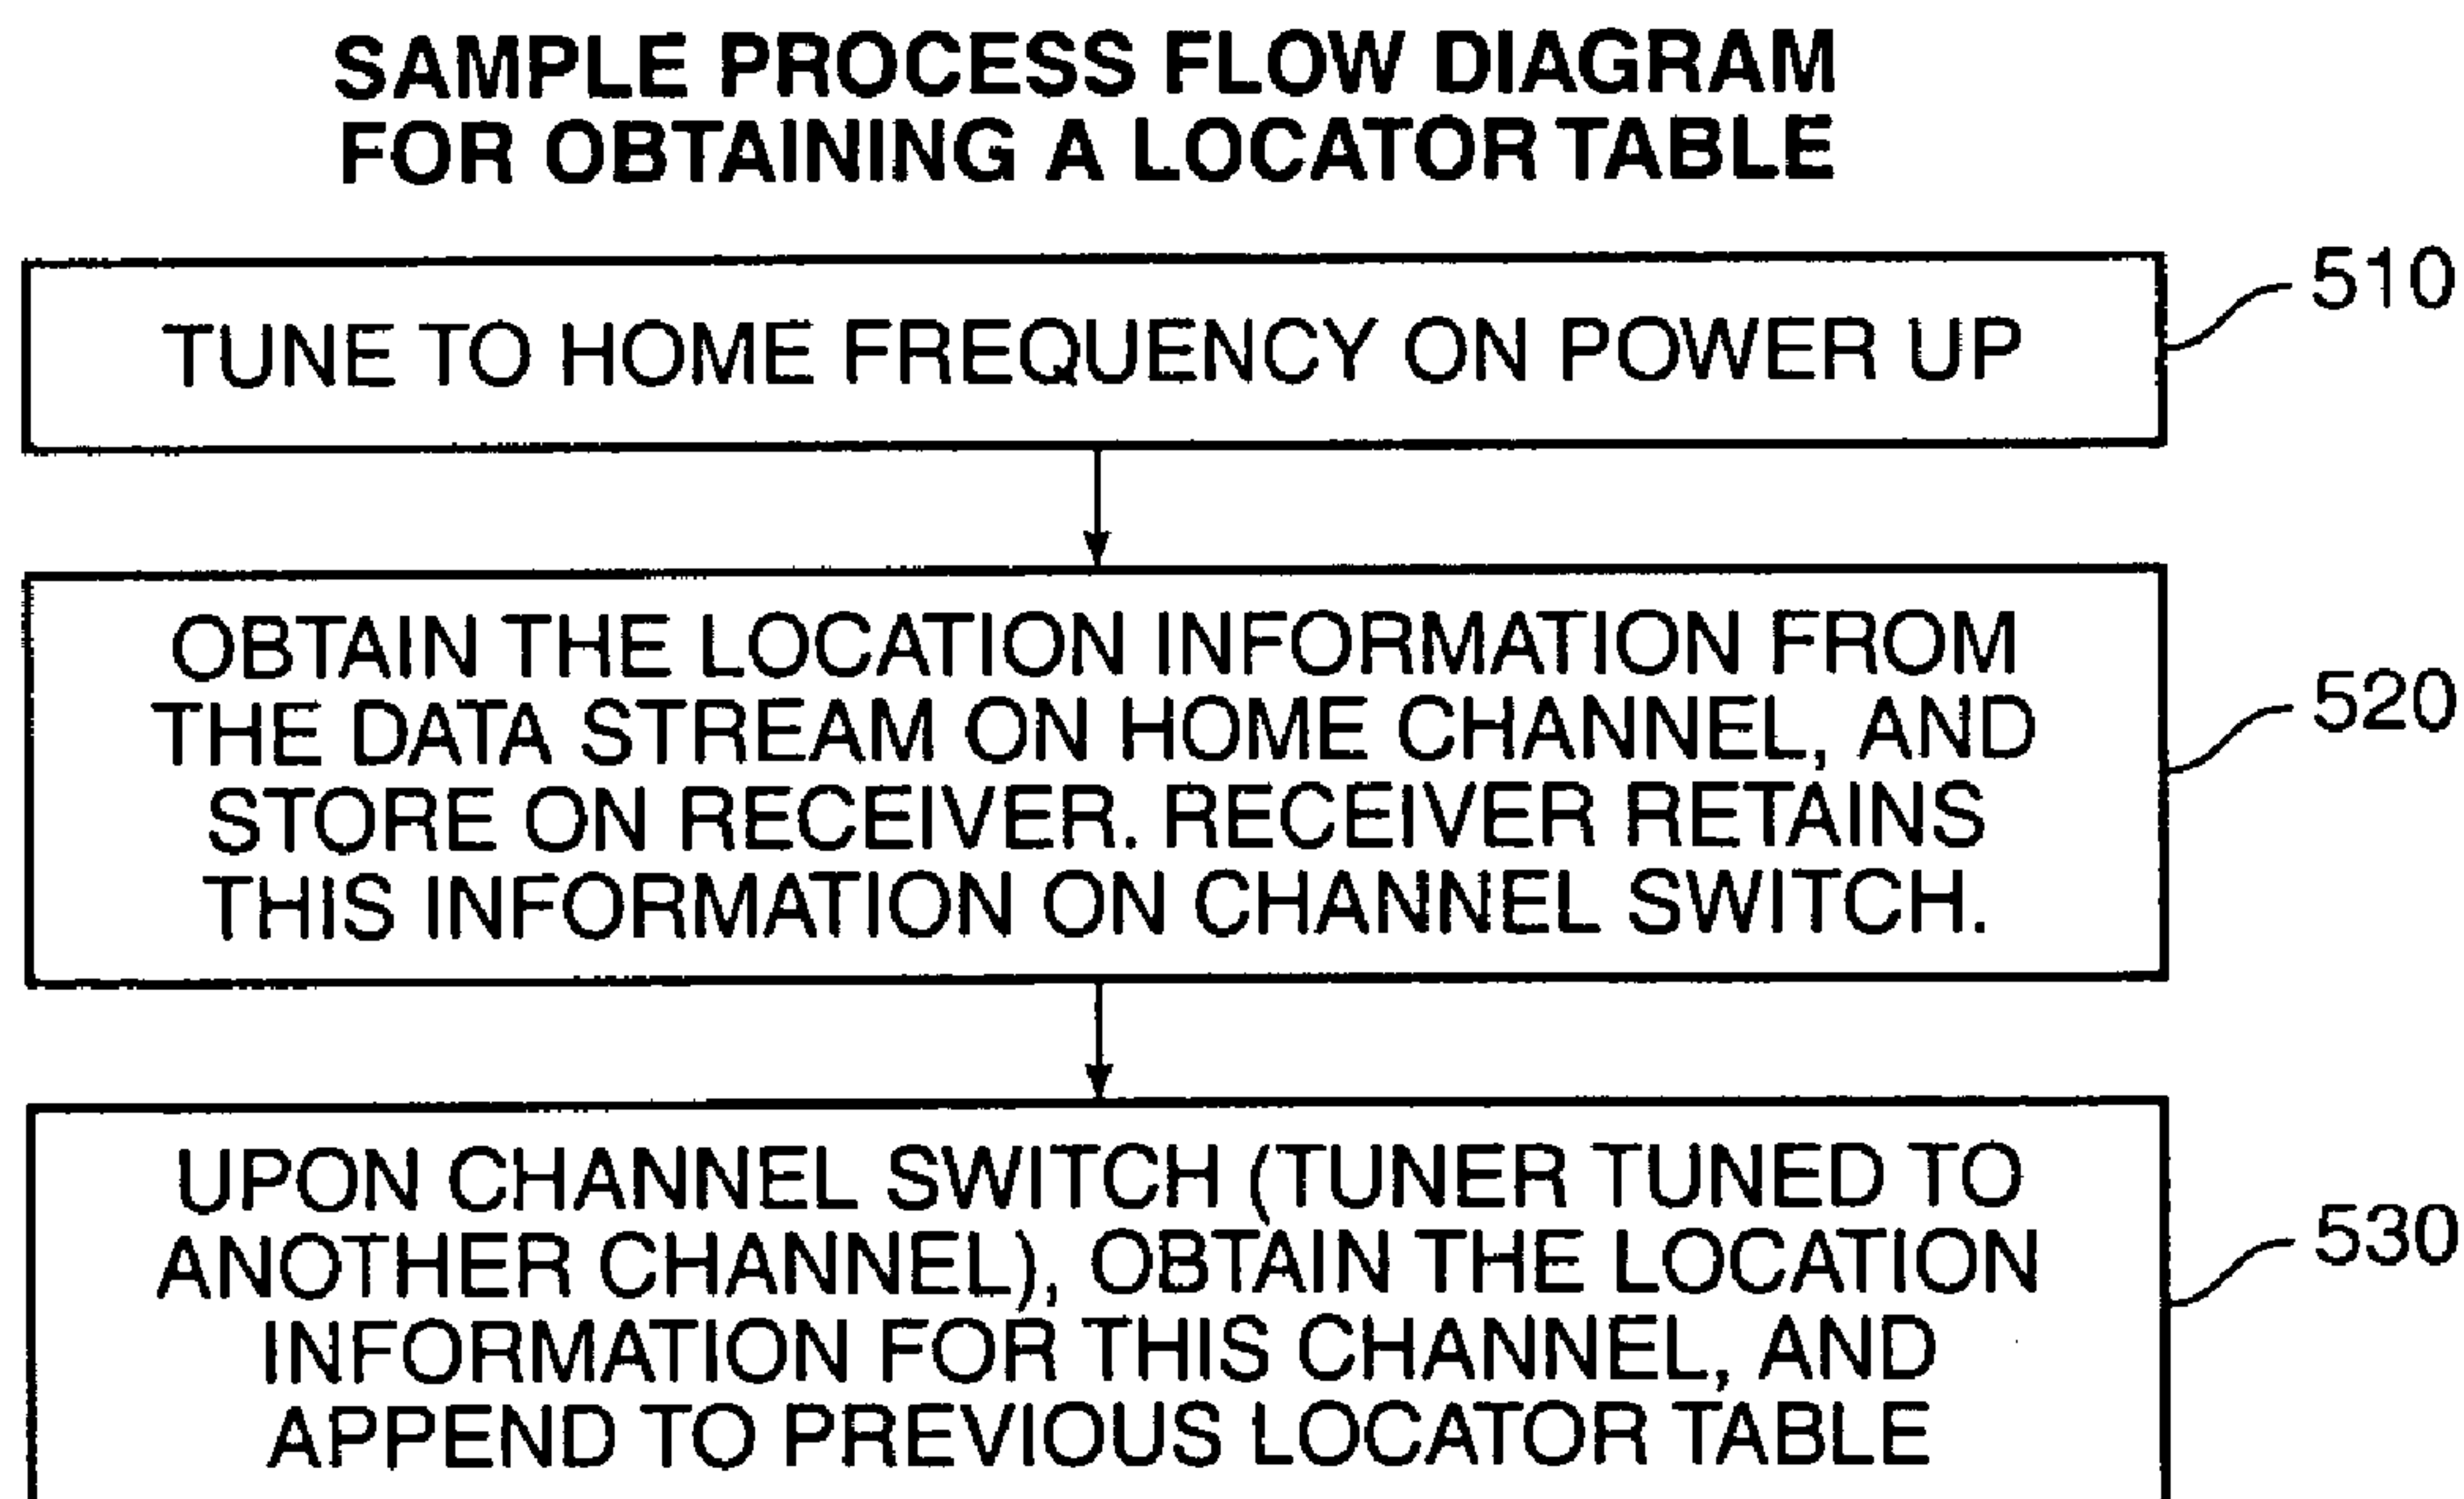 SAMPLE PROCESS FLOW DIAGRAM
FOR OBTAINING A LOCATOR TABLE
510
TUNE TO HOME FREQUENCY ON POWER UP
OBTAIN THE LOCATION INFORMATION FROM
THE DATA STREAM ON HOME CHANNEL, AND
STORE ON RECEIVER. RECEIVER RETAINS
THIS INFORMATION ON CHANNEL SWITCH.
520
UPON CHANNEL SWITCH (TUNER TUNED TO
ANOTHER CHANNEL), OBTAIN THE LOCATION
INFORMATION FOR THIS CHANNEL, AND
APPEND TO PREVIOUS LOCATOR TABLE
530